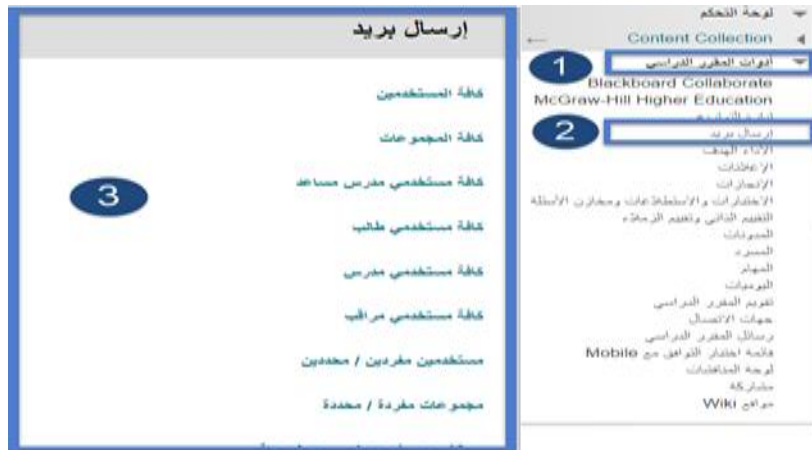 لوحة التحكم
Content Collection
1
أدوات المقرر الدراسي
Blackboard Collaborate
McGraw-Hill Higher Education
2
إرسال بريد
الأداء الهدف
الإعلانات
الإنجازات
الاختبارات والاستطلاعات ومخازن الأسئلة
التقييم الذاتي وتقييم الزملاء
المدونات
المسرد
المهام
اليوميات
تقويم المقرر الدراسي
جهات الاتصال
رسائل المقرر الدراسي
قائمة اختبار التوافق مع Mobile
لوحة المناقشات
مشاركة
مواقع Wiki
إرسال بريد
كافة المستخدمين
كافة المجموعات
3
كافة مستخدمي مدرس مساعد
كافة مستخدمي طالب
كافة مستخدمي مدرس
كافة مستخدمي مراقب
مستخدمين مفردين / محددين
مجموعات مفردة / محددة